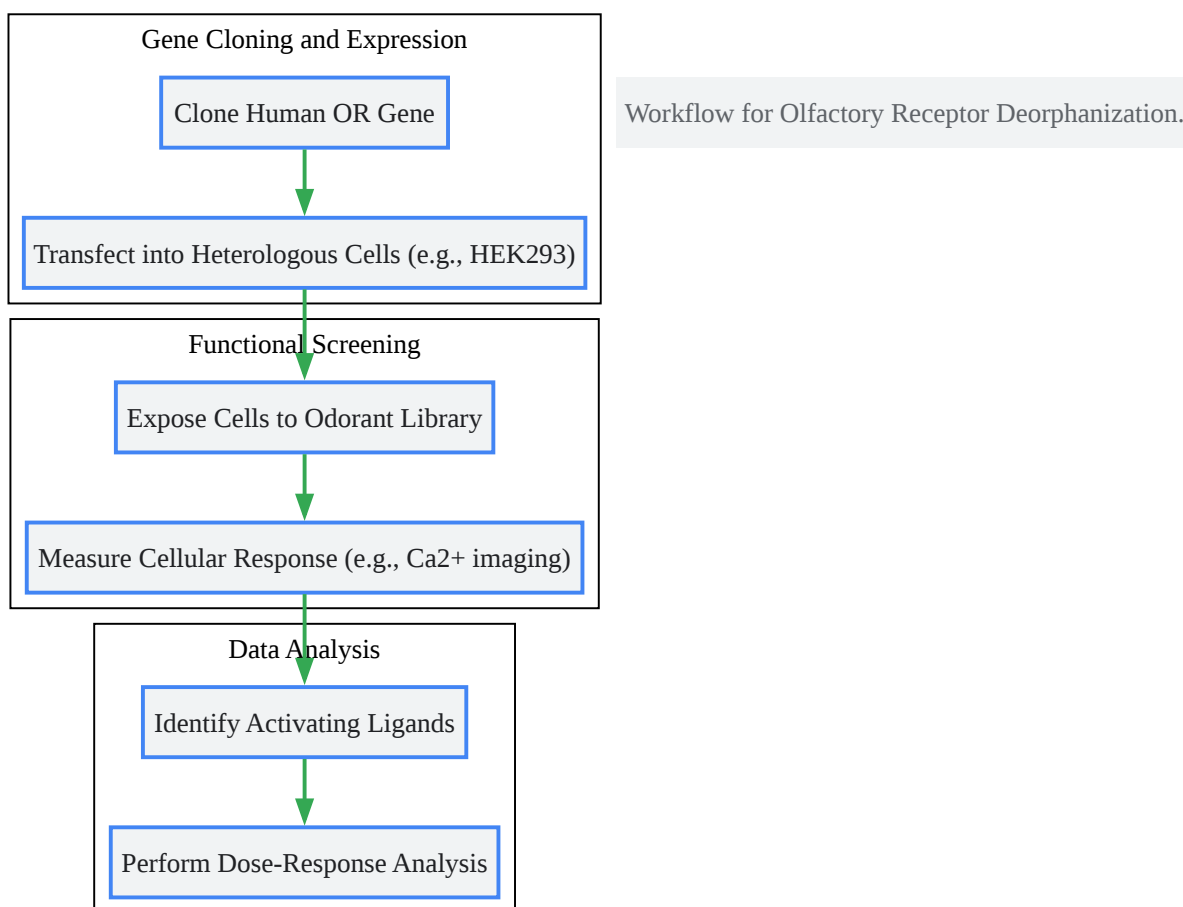 Gene Cloning and Expression
Clone Human OR Gene
Workflow for Olfactory Receptor Deorphanization.
Transfect into Heterologous Cells (e.g., HEK293)
Functional Screening
Expose Cells to Odorant Library
Measure Cellular Response (e.g., Ca2+ imaging)
Data Analysis
Identify Activating Ligands
Perform Dose-Response Analysis